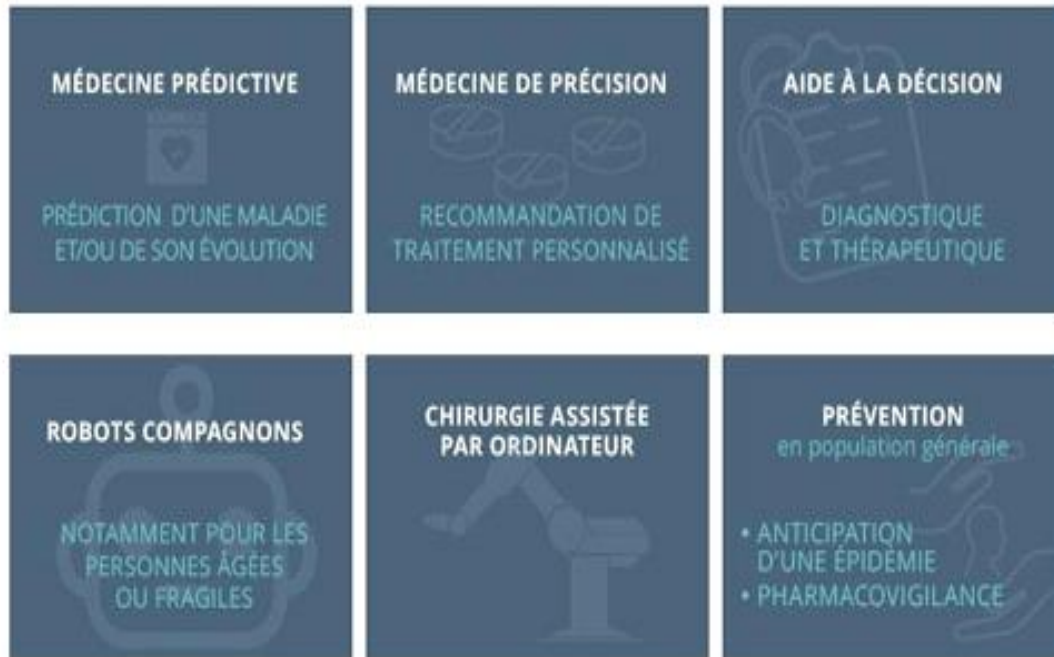 MÉDECINE PRÉDICTIVE
PRÉDICTION D'UNE MALADIE
ET/OU DE SON ÉVOLUTION
MÉDECINE DE PRÉCISION
RECOMMANDATION DE
TRAITEMENT PERSONNALISÉ
AIDE À LA DÉCISION
DIAGNOSTIQUE
ET THÉRAPEUTIQUE
ROBOTS COMPAGNONS
NOTAMMENT POUR LES
PERSONNES ÂGÉES
OU FRAGILES
CHIRURGIE ASSISTÉE
PAR ORDINATEUR
PRÉVENTION
en population générale
• ANTICIPATION
D'UNE ÉPIDÉMIE
• PHARMACOVIGILANCE